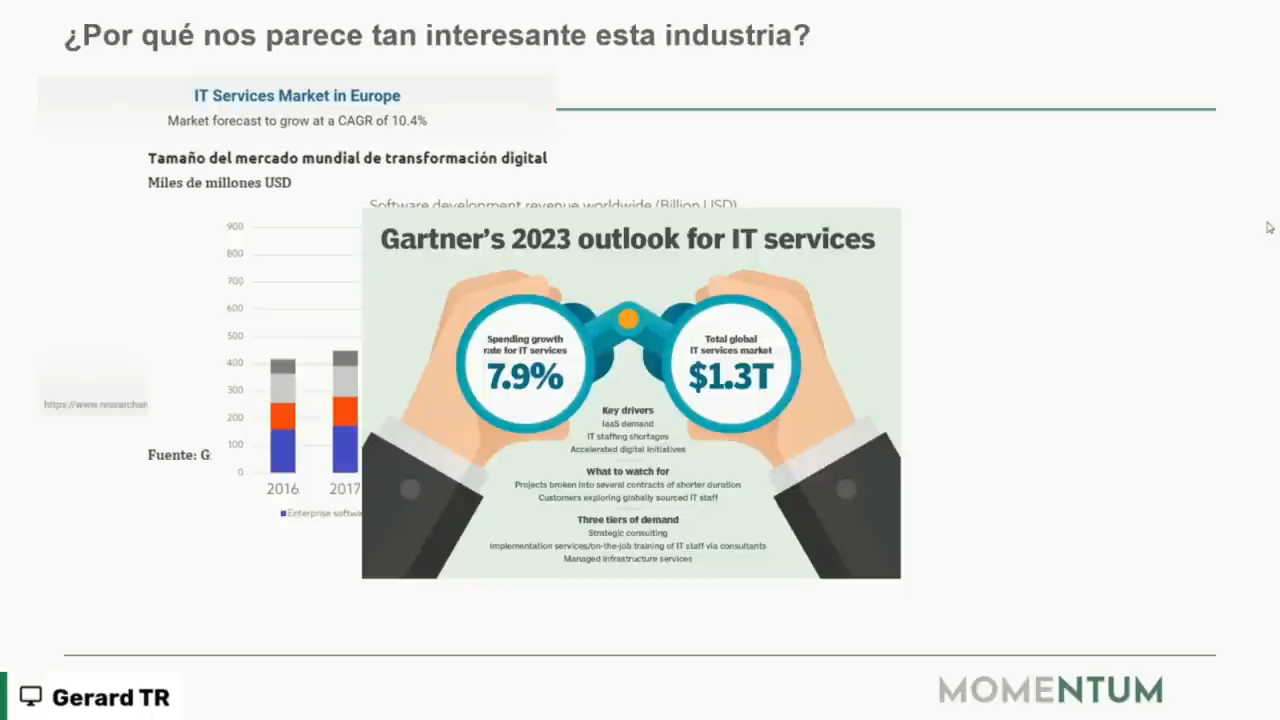 ¿Por qué nos parece tan interesante esta industria?
IT Services Market in Europe
Market forecast to grow at a CAGR of 10.4%
Tamaño del mercado mundial de transformación digital
Miles de millones USD
Software development revenue worldwide (Billion USD)
900
800
700
600
500
400
300
200
100
0
2016
2017
Enterprise softwa
https://www.researchan
Fuente: G
Gartner's 2023 outlook for IT services
Spending growth
rate for IT services
7.9%
Total global
IT services market
$1.3T
Key drivers
IaaS demand
IT staffing shortages
Accelerated digital initiatives
What to watch for
Projects broken into several contracts of shorter duration
Customers exploring globally sourced IT staff
Three tiers of demand
Strategic consulting
Implementation services/on-the-job training of IT staff via consultants
Managed infrastructure services
Gerard TR
MOMENTUM